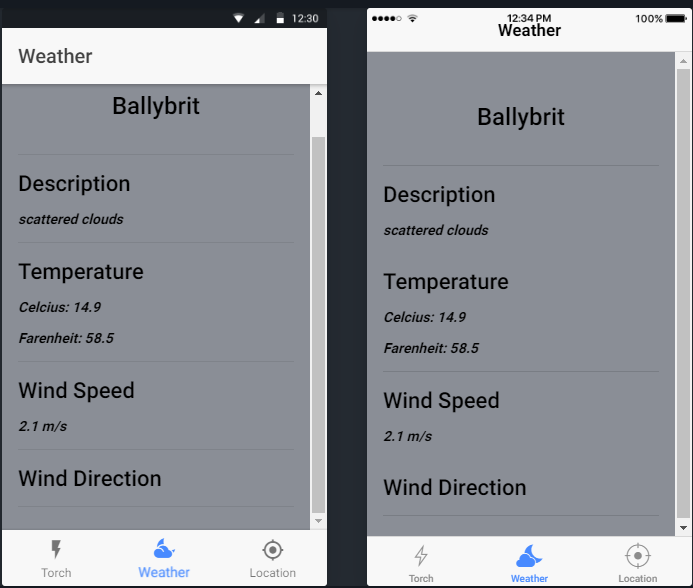 12:30
Weather
Ballybrit
Description
scattered clouds
Temperature
Celcius: 14.9
Farenheit: 58.5
Wind Speed
2.1 m/s
Wind Direction
Torch
Weather
Location
12:34 PM
100%
Weather
Ballybrit
Description
scattered clouds
Temperature
Celcius: 14.9
Farenheit: 58.5
Wind Speed
2.1 m/s
Wind Direction
Torch
Weather
Location